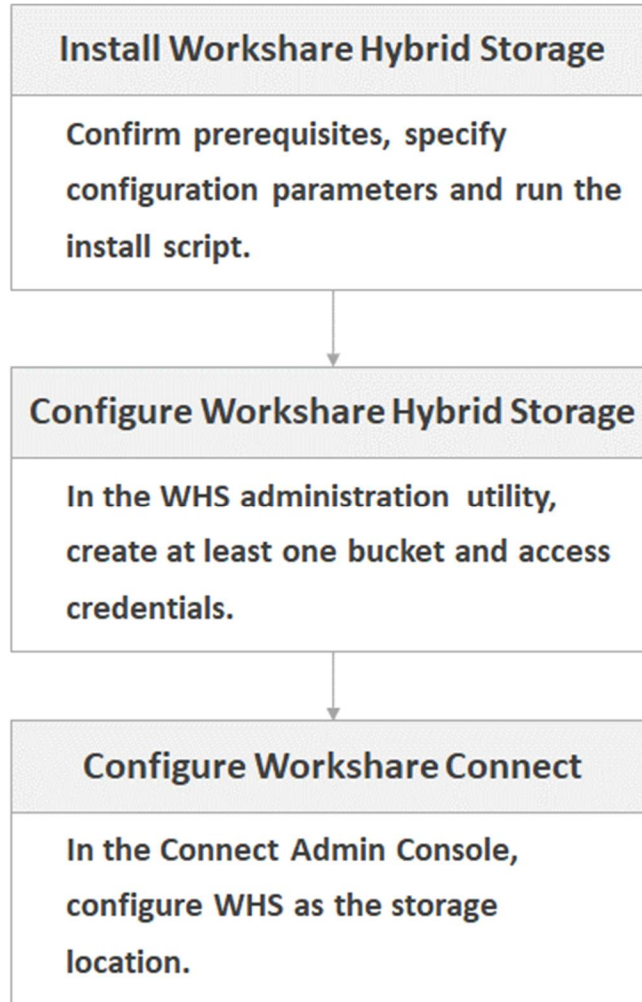 Install Workshare Hybrid Storage
Confirm prerequisites, specify
configuration parameters and run the
install script.
Configure Workshare Hybrid Storage
In the WHS administration utility,
create at least one bucket and access
credentials.
Configure Workshare Connect
In the Connect Admin Console,
configure WHS as the storage
location.